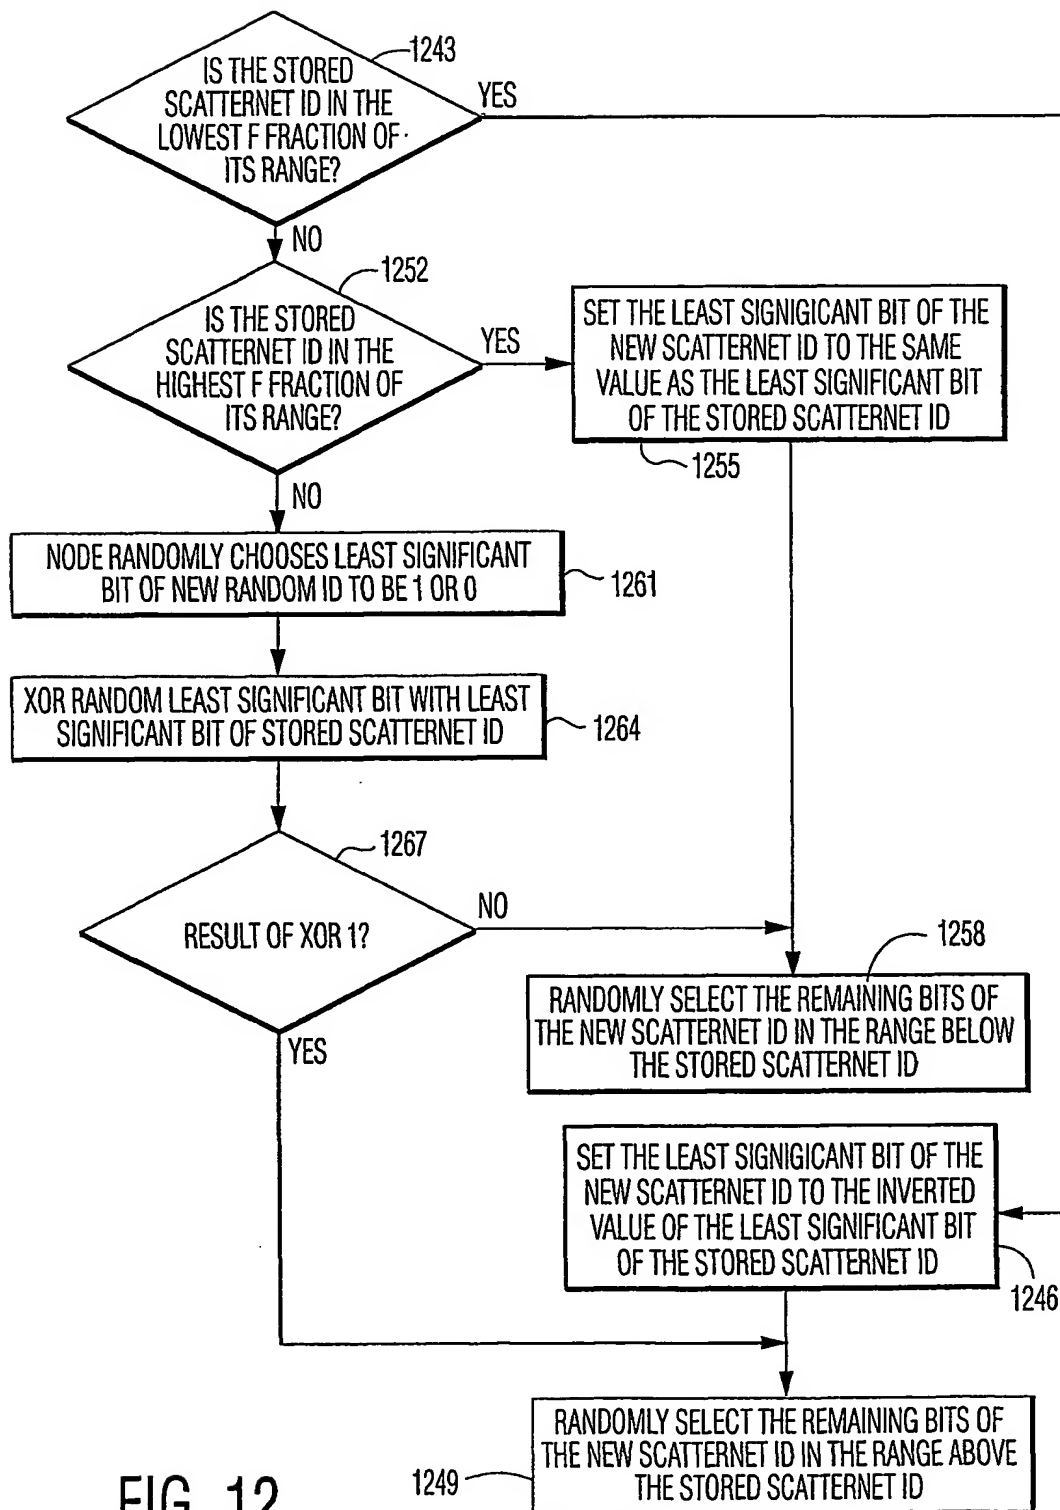 1243
IS THE STORED
SCATTERNET ID IN THE
LOWEST F FRACTION OF
ITS RANGE?
YES
NO
1252
IS THE STORED
SCATTERNET ID IN THE
HIGHEST F FRACTION OF
ITS RANGE?
YES
SET THE LEAST SIGNIGICANT BIT OF THE
NEW SCATTERNET ID TO THE SAME
VALUE AS THE LEAST SIGNIFICANT BIT
OF THE STORED SCATTERNET ID
1255
NO
NODE RANDOMLY CHOOSES LEAST SIGNIFICANT
BIT OF NEW RANDOM ID TO BE 1 OR 0
1261
XOR RANDOM LEAST SIGNIFICANT BIT WITH LEAST
SIGNIFICANT BIT OF STORED SCATTERNET ID
1264
1267
RESULT OF XOR 1?
NO
YES
1258
RANDOMLY SELECT THE REMAINING BITS OF
THE NEW SCATTERNET ID IN THE RANGE BELOW
THE STORED SCATTERNET ID
SET THE LEAST SIGNIGICANT BIT OF THE
NEW SCATTERNET ID TO THE INVERTED
VALUE OF THE LEAST SIGNIFICANT BIT
OF THE STORED SCATTERNET ID
1246
RANDOMLY SELECT THE REMAINING BITS OF
THE NEW SCATTERNET ID IN THE RANGE ABOVE
THE STORED SCATTERNET ID
1249
FIG. 12